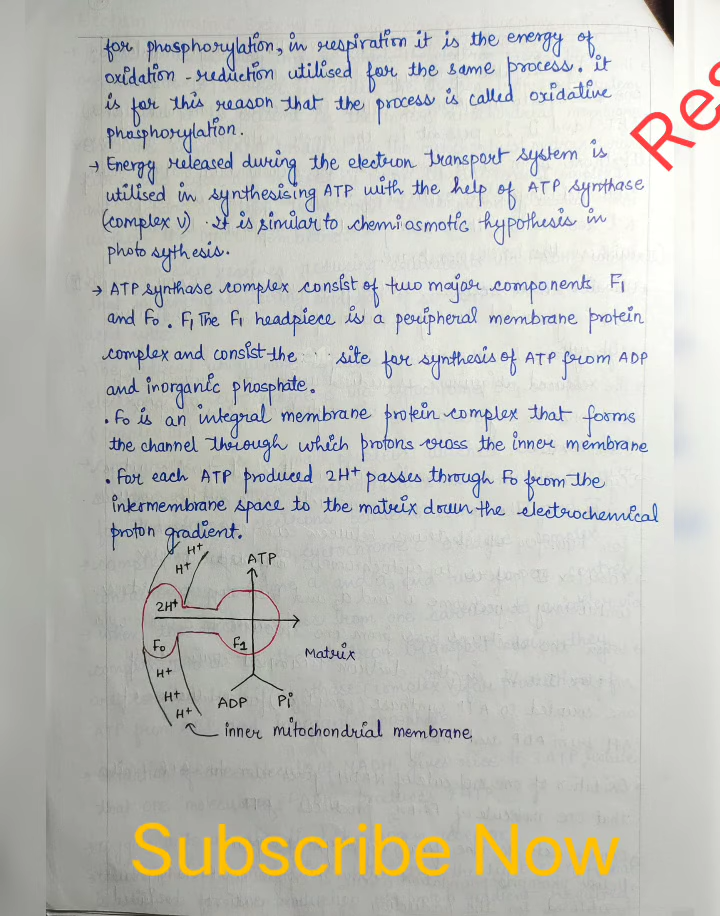 for phosphorylation, in respiration it is the energy of
oxidation-reduction utilised for the same process. it
is for this reason that the process is called oxidative
phosphorylation.
→ Energy released during the electron transport system is
utilised in synthesising ATP with the help of ATP synthase
(complex V). It is similar to chemiosmotic hypothesis in
photo sythesis.
→ ATP synthase complex consist of two major components F1
and F0. F1 The F1 headpiece is a peripheral membrane protein
complex and consist the site for synthesis of ATP from ADP
and inorganic phosphate.
. F0 is an integral membrane protein complex that forms
the channel through which protons cross the inner membrane
. For each ATP produced 2H+ passes through F0 from the
intermembrane space to the matrix down the electrochemical
proton gradient.
H+
H+
ATP
2H+
F0
F1
Matrix
H+
H+
H+
ADP
Pi
inner mitochondrial membrane
Res
Subscribe Now